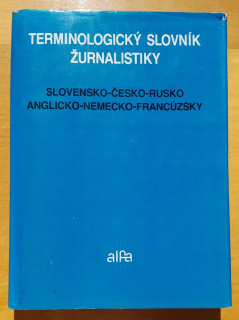 TERMINOLOGICKÝ SLOVNÍK
ŽURNALISTIKY
SLOVENSKO-ČESKO-RUSKO
ANGLICKO-NEMECKO-FRANCÚZSKY
alfa